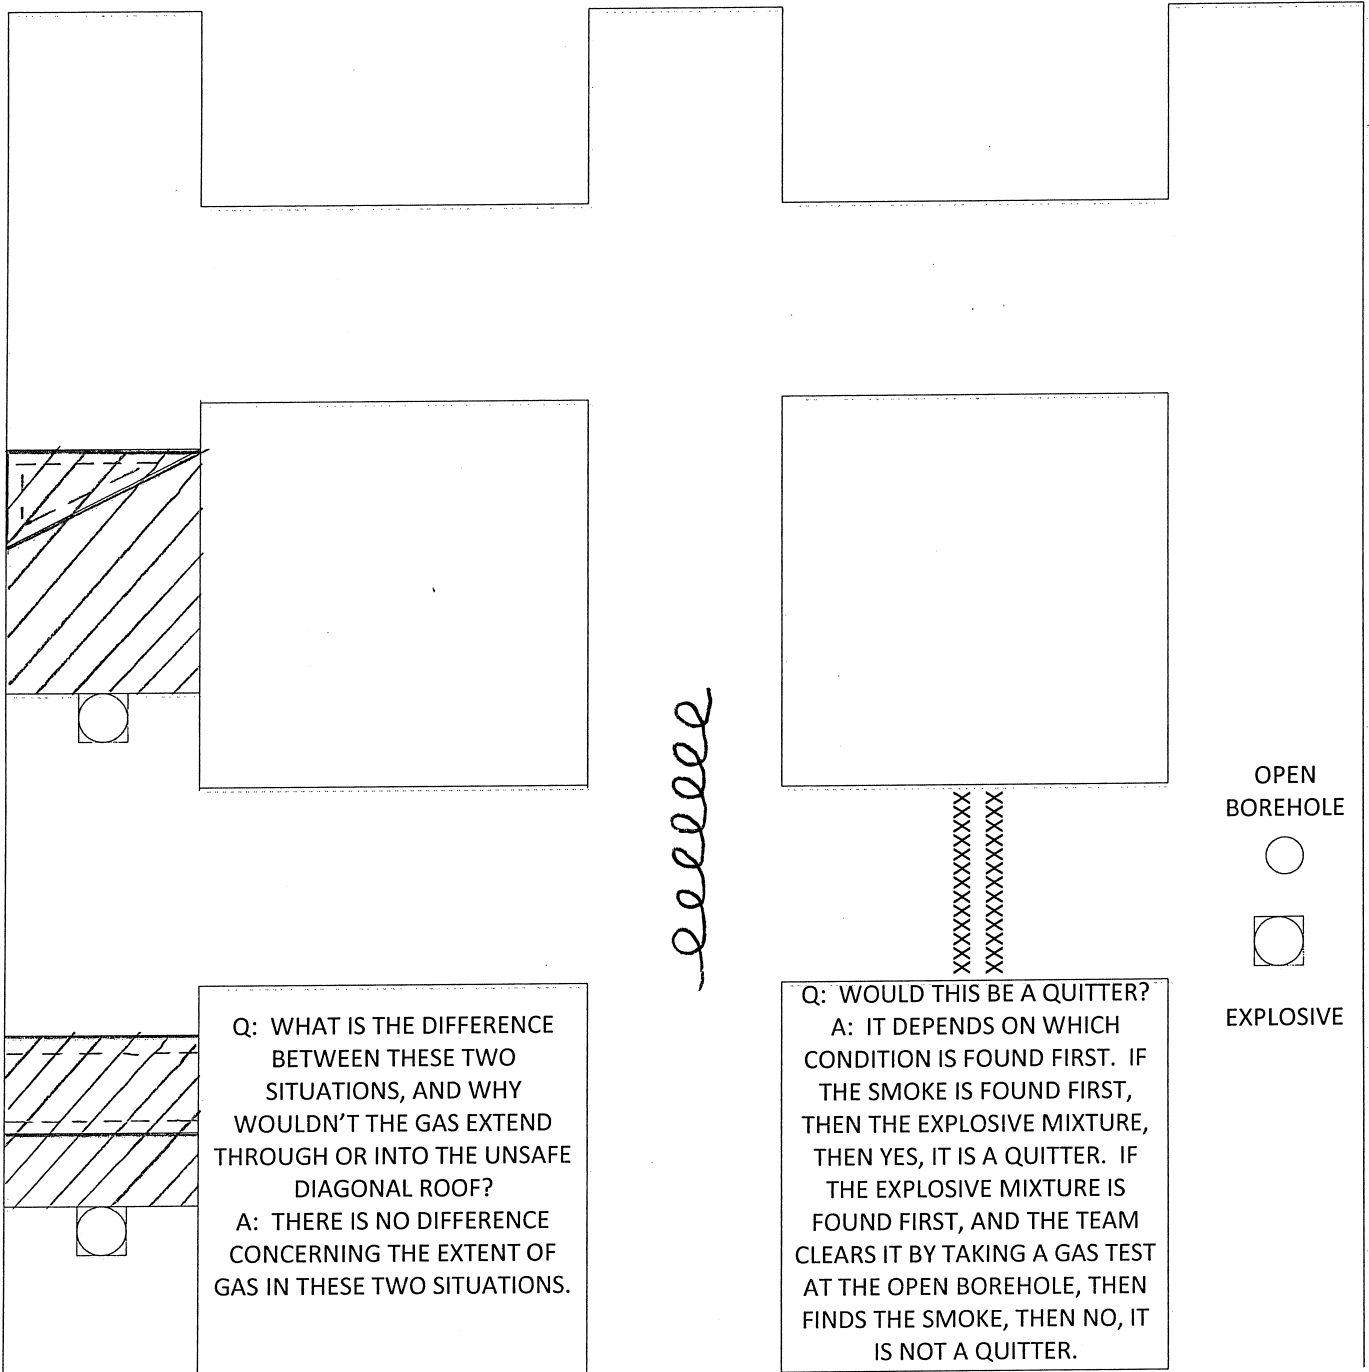 OPEN
BOREHOLE
EXPLOSIVE
XXXXXXXXXXXXXX
XXXXXXXXXXXXXX
Q: WHAT IS THE DIFFERENCE
BETWEEN THESE TWO
SITUATIONS, AND WHY
WOULDN'T THE GAS EXTEND
THROUGH OR INTO THE UNSAFE
DIAGONAL ROOF?
A: THERE IS NO DIFFERENCE
CONCERNING THE EXTENT OF
GAS IN THESE TWO SITUATIONS.
Q: WOULD THIS BE A QUITTER?
A: IT DEPENDS ON WHICH
CONDITION IS FOUND FIRST. IF
THE SMOKE IS FOUND FIRST,
THEN THE EXPLOSIVE MIXTURE,
THEN YES, IT IS A QUITTER. IF
THE EXPLOSIVE MIXTURE IS
FOUND FIRST, AND THE TEAM
CLEARS IT BY TAKING A GAS TEST
AT THE OPEN BOREHOLE, THEN
FINDS THE SMOKE, THEN NO, IT
IS NOT A QUITTER.